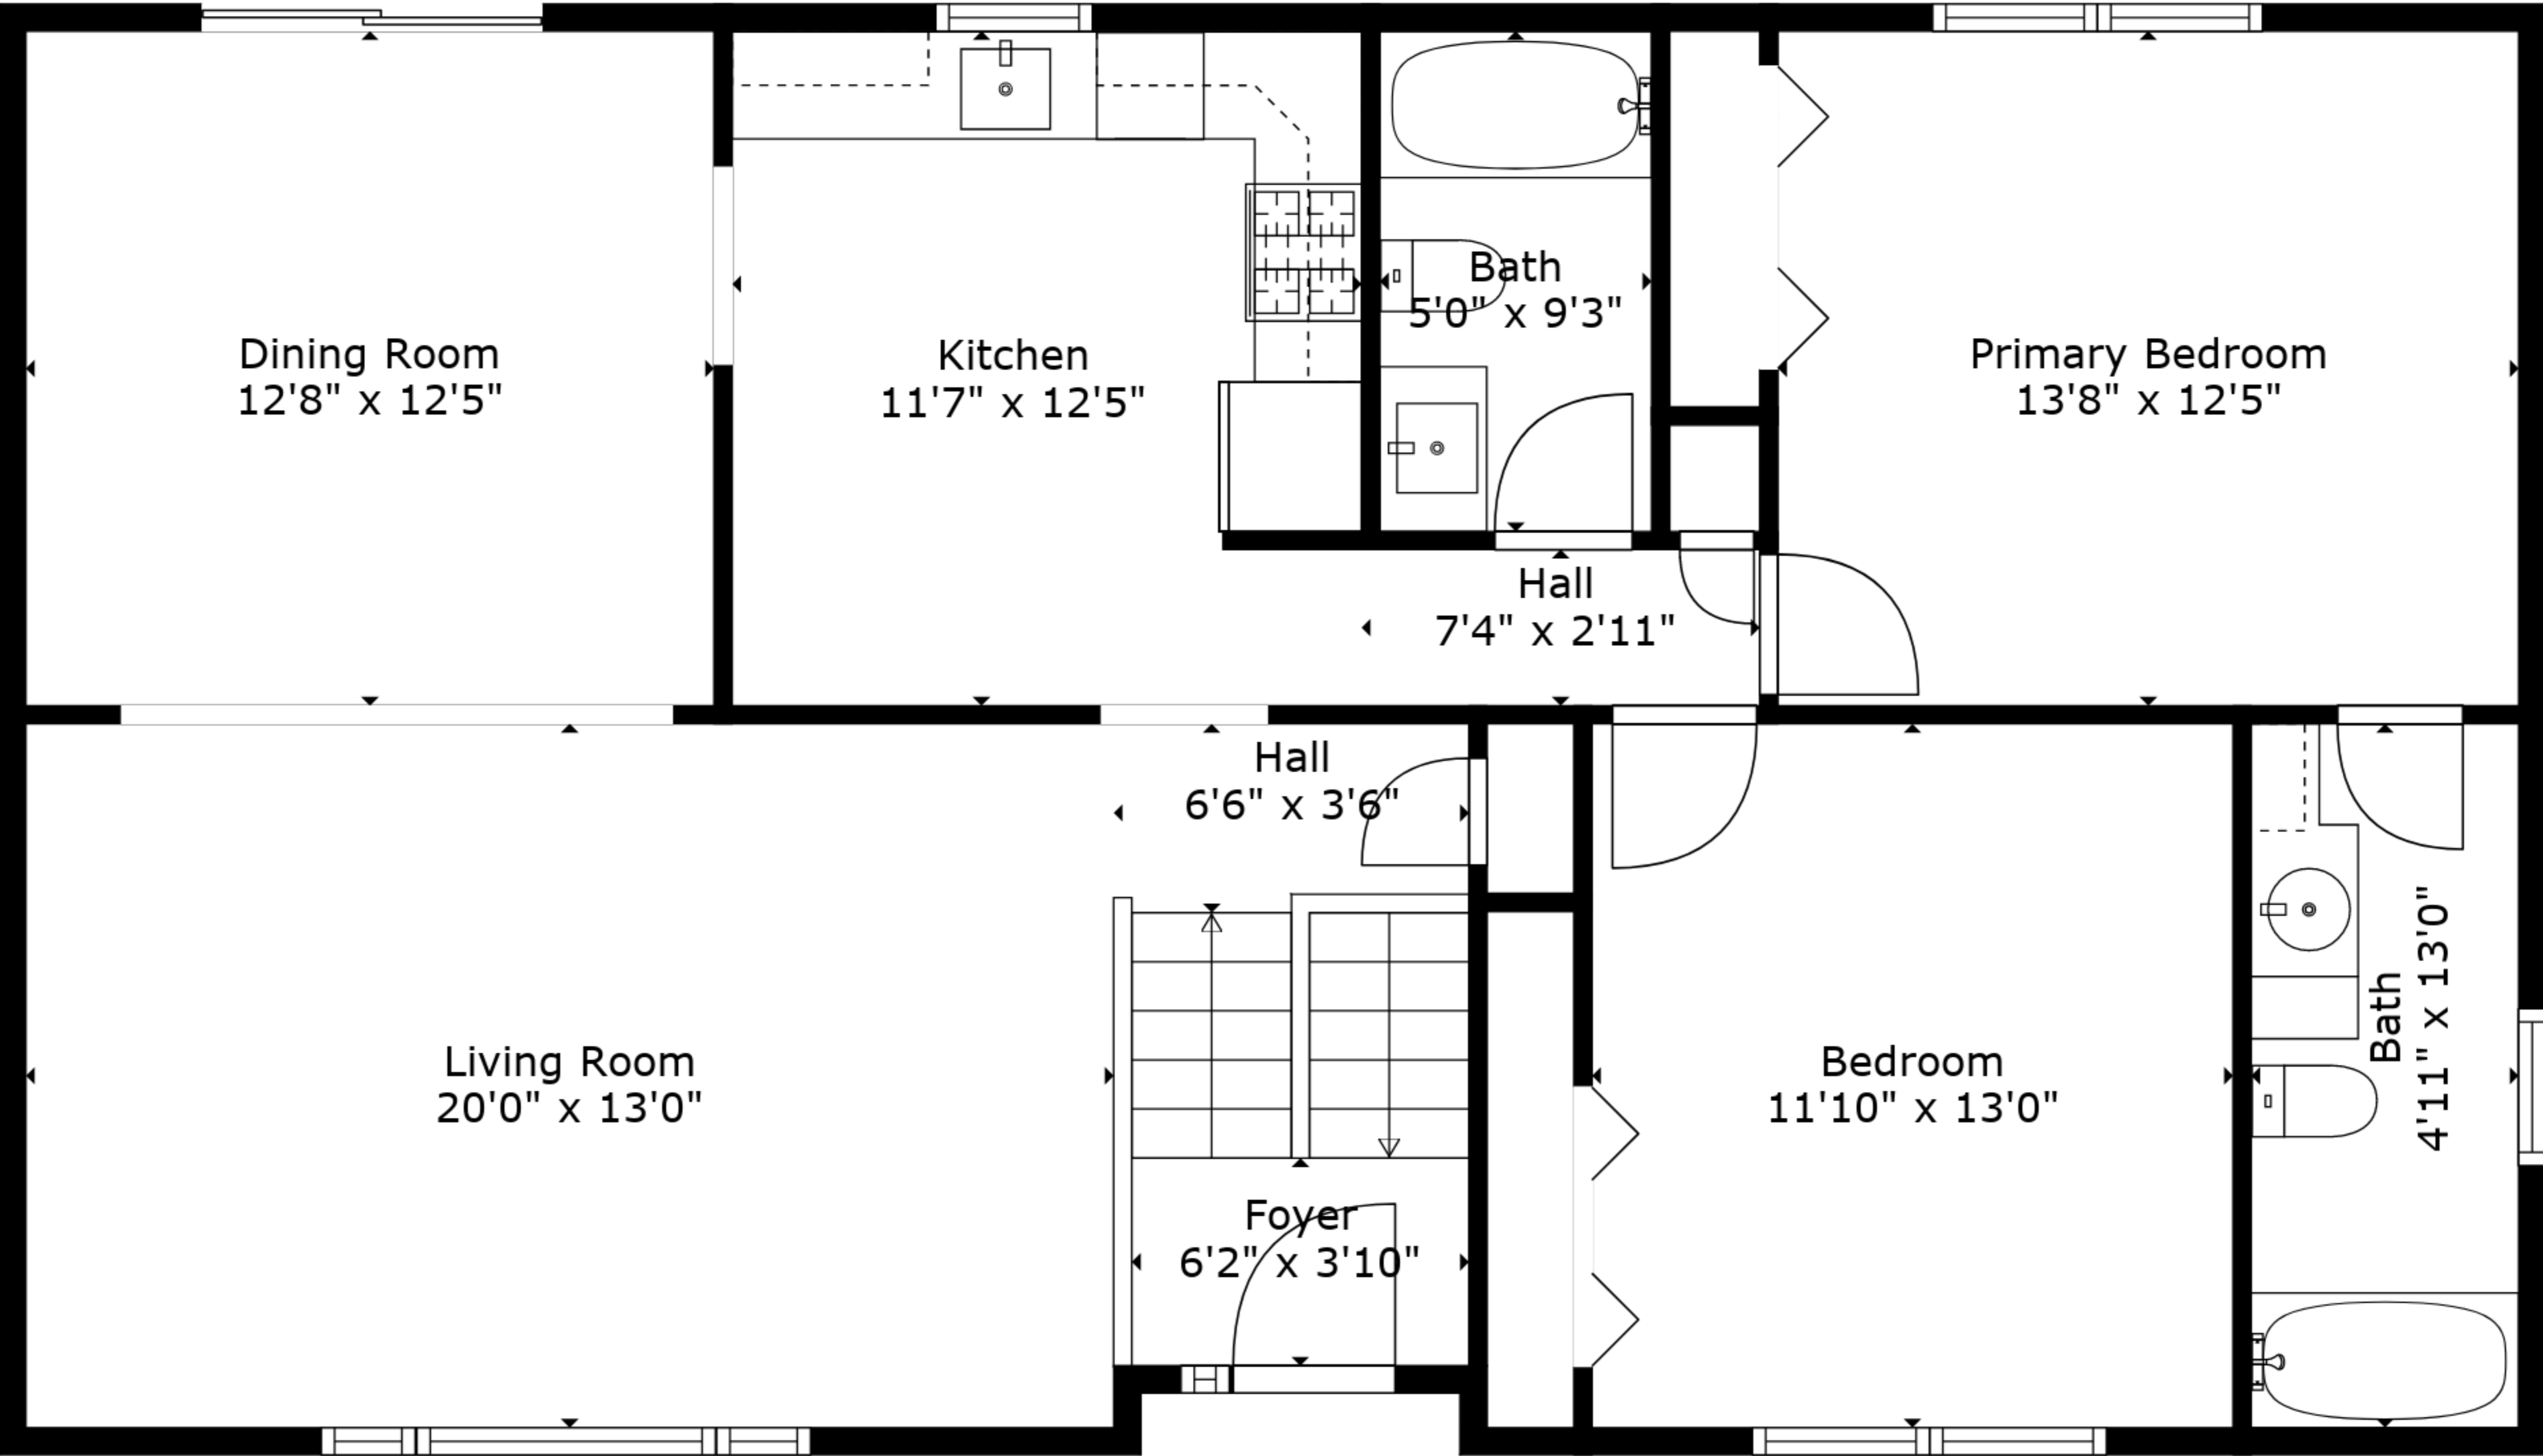 Dining Room
12'8" x 12'5"
Kitchen
11'7" x 12'5"
Bath
5'0" x 9'3"
Primary Bedroom
13'8" x 12'5"
Hall
7'4" x 2'11"
Hall
6'6" x 3'6"
Living Room
20'0" x 13'0"
Foyer
6'2" x 3'10"
Bedroom
11'10" x 13'0"
Bath
4'11" x 13'0"